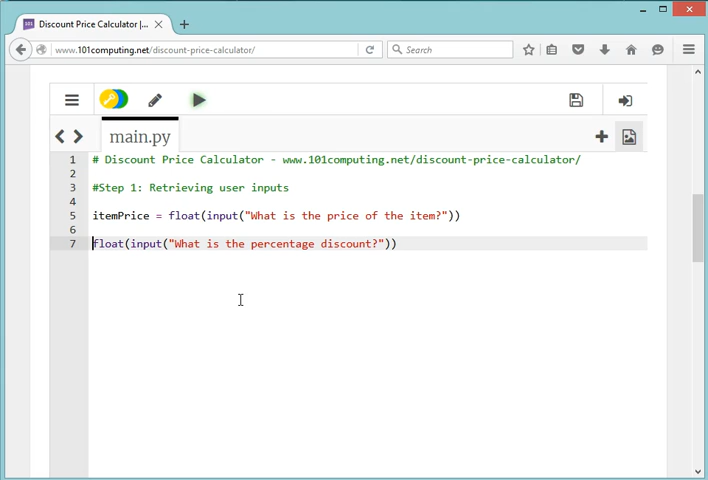 Discount Price Calculator |...
www.101computing.net/discount-price-calculator/
Search
main.py
1 # Discount Price Calculator - www.101computing.net/discount-price-calculator/
2
3 #Step 1: Retrieving user inputs
4
5 itemPrice = float(input("What is the price of the item?"))
6
7 float(input("What is the percentage discount?"))